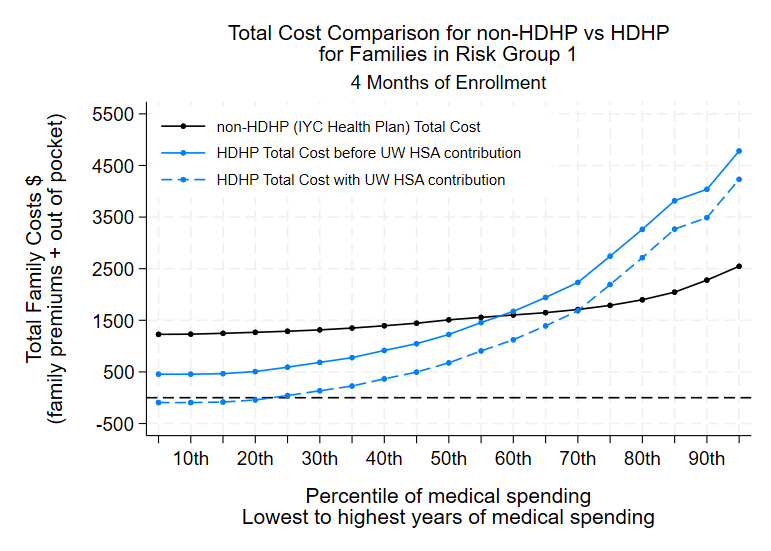 Total Cost Comparison for non-HDHP vs HDHP
for Families in Risk Group 1
4 Months of Enrollment
Total Family Costs $
(family premiums + out of pocket)
5500
4500
3500
2500
1500
500
-500
non-HDHP (IYC Health Plan) Total Cost
HDHP Total Cost before UW HSA contribution
HDHP Total Cost with UW HSA contribution
10th 20th 30th 40th 50th 60th 70th 80th 90th
Percentile of medical spending
Lowest to highest years of medical spending